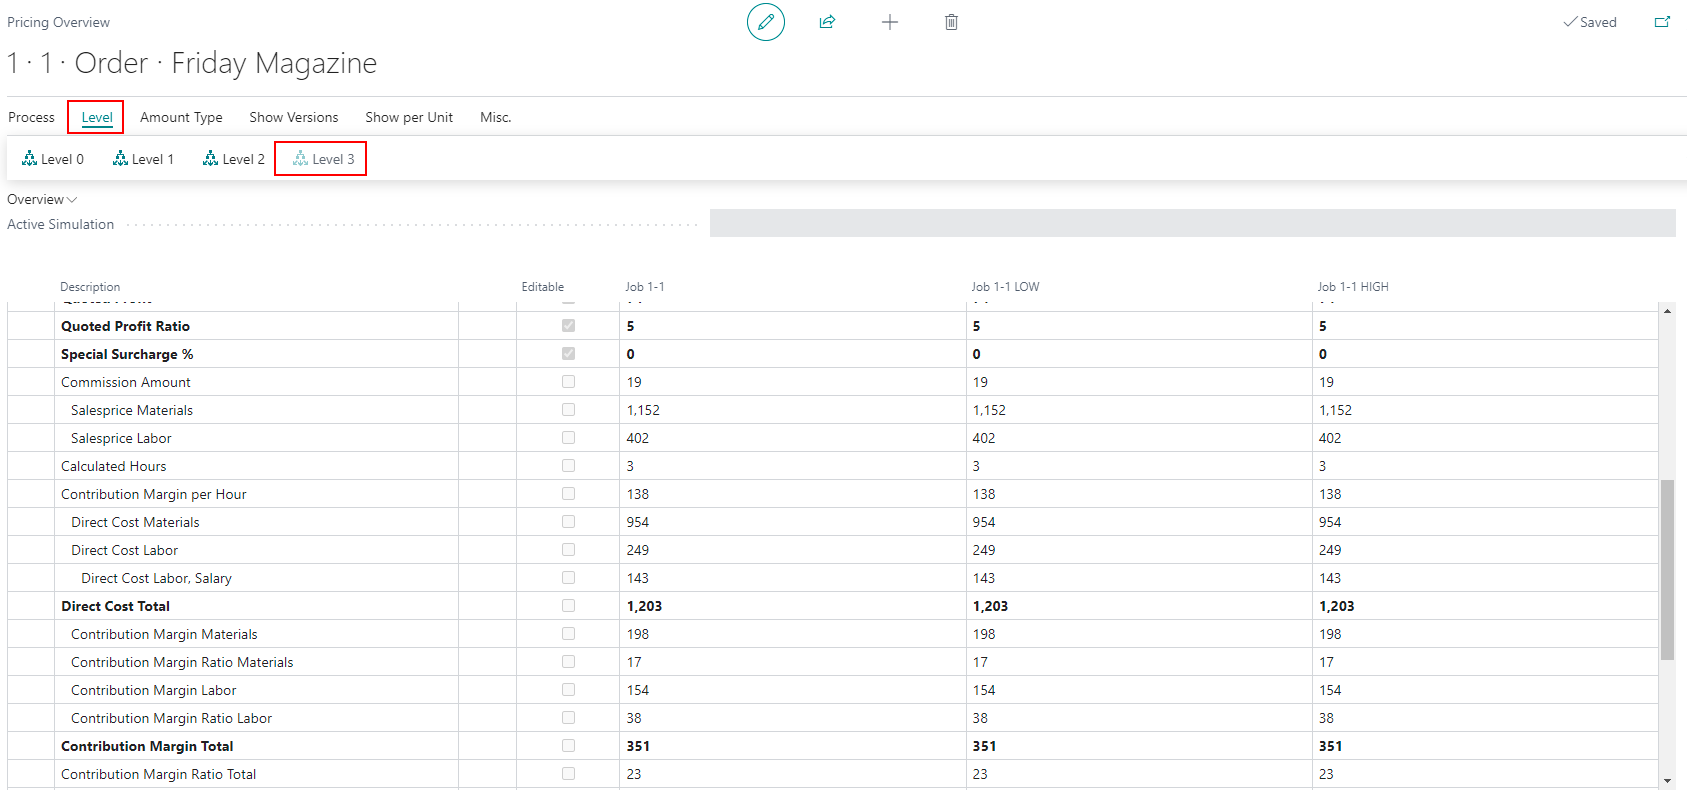 Pricing Overview
Saved
1 · 1 · Order · Friday Magazine
Process Level Amount Type Show Versions Show per Unit Misc.
Level 0 Level 1 Level 2 Level 3
Overview
Active Simulation
Description Editable Job 1-1 Job 1-1 LOW Job 1-1 HIGH
Quoted Profit Ratio 5 5 5
Special Surcharge % 0 0 0
Commission Amount 19 19 19
Salesprice Materials 1,152 1,152 1,152
Salesprice Labor 402 402 402
Calculated Hours 3 3 3
Contribution Margin per Hour 138 138 138
Direct Cost Materials 954 954 954
Direct Cost Labor 249 249 249
Direct Cost Labor, Salary 143 143 143
Direct Cost Total 1,203 1,203 1,203
Contribution Margin Materials 198 198 198
Contribution Margin Ratio Materials 17 17 17
Contribution Margin Labor 154 154 154
Contribution Margin Ratio Labor 38 38 38
Contribution Margin Total 351 351 351
Contribution Margin Ratio Total 23 23 23